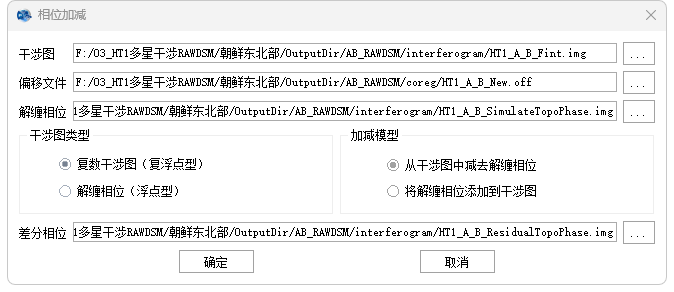 相位加减
干涉图 F:/03_HT1多星干涉RAWDSM/朝鲜东北部/OutputDir/AB_RAWDSM/interferogram/HT1_A_B_Fint.img ...
偏移文件 F:/03_HT1多星干涉RAWDSM/朝鲜东北部/OutputDir/AB_RAWDSM/coreg/HT1_A_B_New.off ...
解缠相位 1多星干涉RAWDSM/朝鲜东北部/OutputDir/AB_RAWDSM/interferogram/HT1_A_B_SimulateTopoPhase.img ...
干涉图类型 加减模型
复数干涉图（复浮点型） 从干涉图中减去解缠相位
解缠相位（浮点型） 将解缠相位添加到干涉图
差分相位 1多星干涉RAWDSM/朝鲜东北部/OutputDir/AB_RAWDSM/interferogram/HT1_A_B_ResidualTopoPhase.img ...
确定 取消